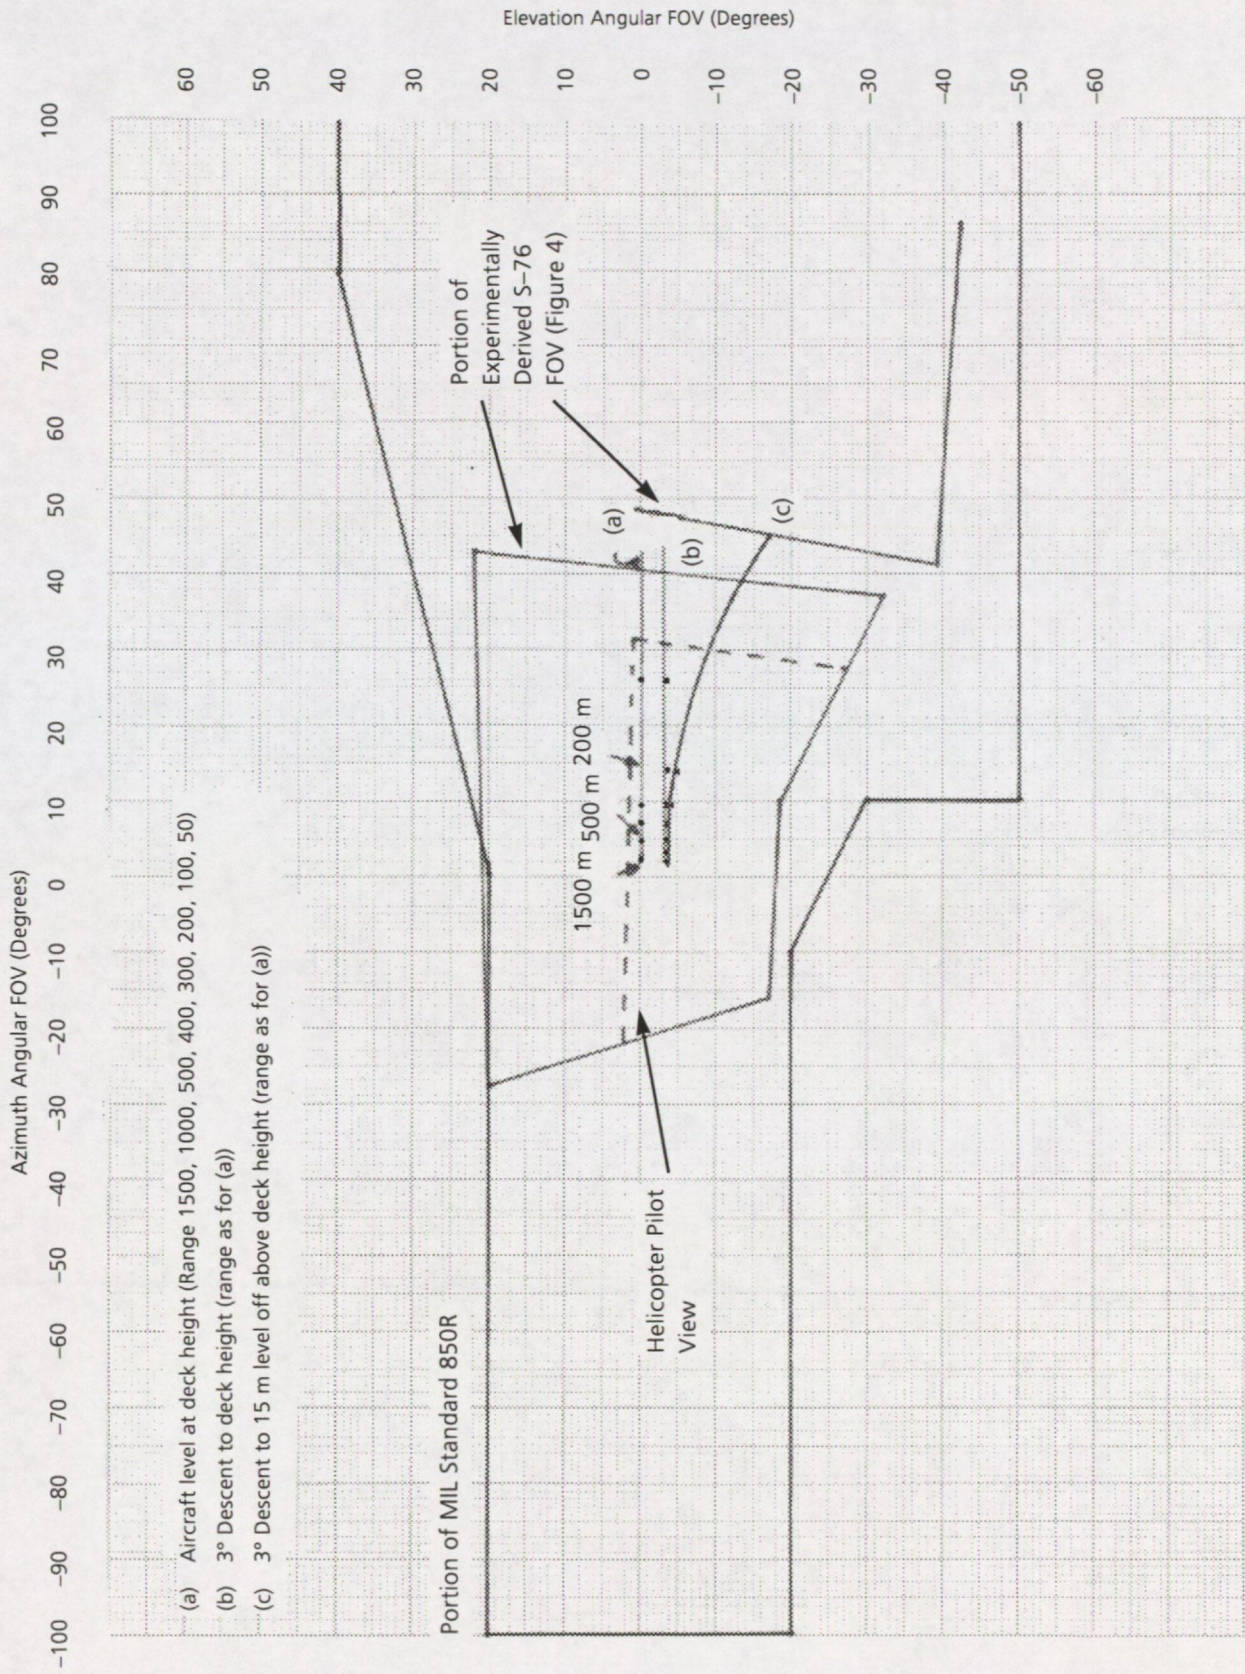 Azimuth Angular FOV (Degrees)
−100 −90 −80 −70 −60 −50 −40 −30 −20 −10 0 10 20 30 40 50 60 70 80 90 100
(a) Aircraft level at deck height (Range 1500, 1000, 500, 400, 300, 200, 100, 50)
(b) 3° Descent to deck height (range as for (a))
(c) 3° Descent to 15 m level off above deck height (range as for (a))
Portion of MIL Standard 850R
Portion of
Experimentally
Derived S–76
FOV (Figure 4)
1500 m 500 m 200 m
(a)
(b)
(c)
Helicopter Pilot
View
60
50
40
30
20
10
0
−10
−20
−30
−40
−50
−60
Elevation Angular FOV (Degrees)